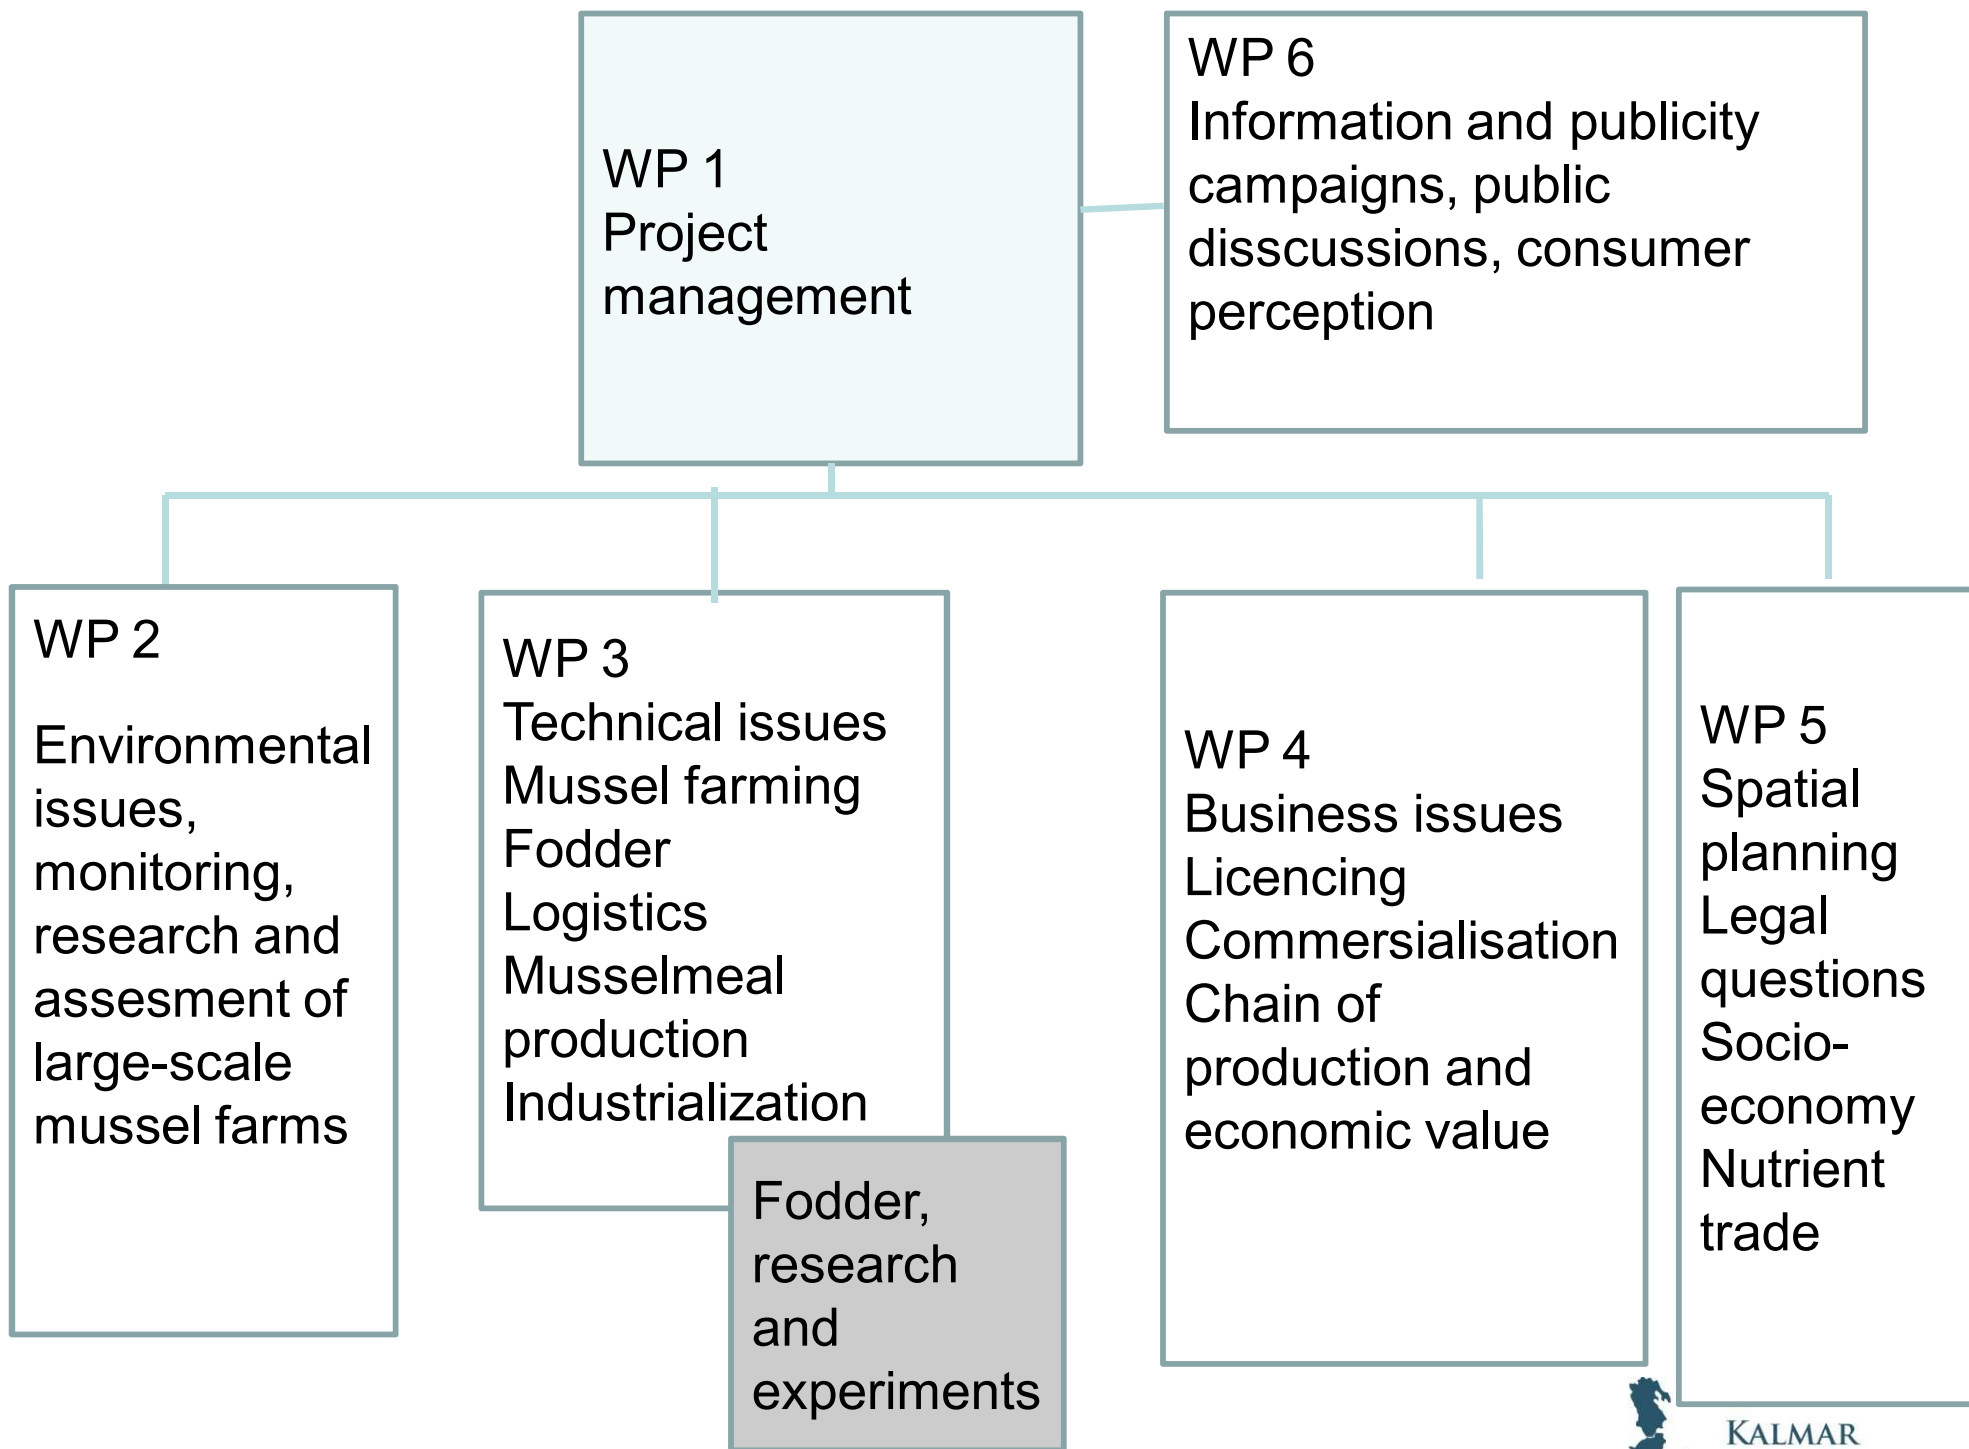 WP 1
Project
management
WP 6
Information and publicity
campaigns, public
disscussions, consumer
perception
WP 2
Environmental
issues,
monitoring,
research and
assesment of
large-scale
mussel farms
WP 3
Technical issues
Mussel farming
Fodder
Logistics
Musselmeal
production
Industrialization
Fodder,
research
and
experiments
WP 4
Business issues
Licencing
Commersialisation
Chain of
production and
economic value
WP 5
Spatial
planning
Legal
questions
Socio-
economy
Nutrient
trade
KALMAR